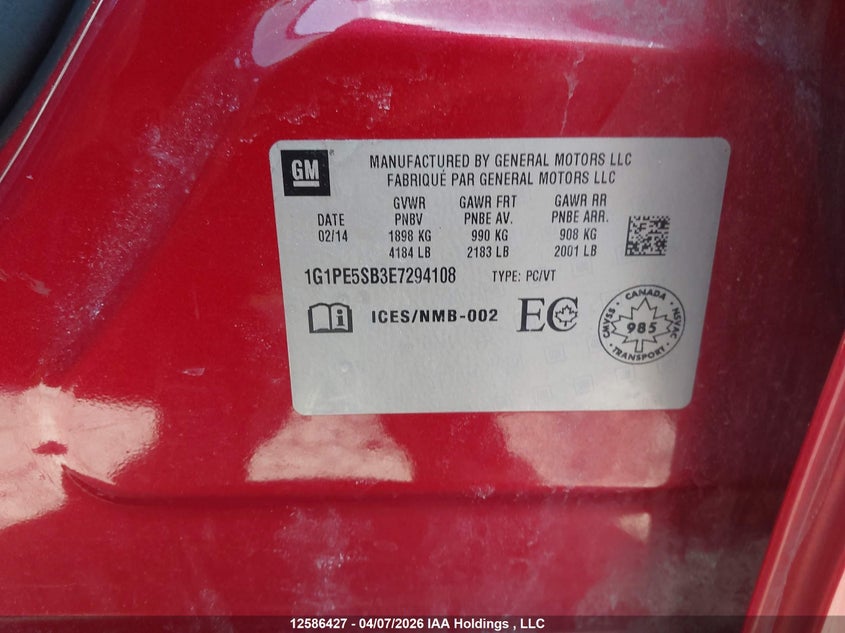 GM
MANUFACTURED BY GENERAL MOTORS LLC
FABRIQUÉ PAR GENERAL MOTORS LLC
GVWR GAWR FRT GAWR RR
DATE PNBV PNBE AV. PNBE ARR.
02/14 1898 KG 990 KG 908 KG
4184 LB 2183 LB 2001 LB
1G1PE5SB3E7294108 TYPE: PC/VT
i ICES/NMB-002 EC
CANADA
CMVSS 985 NSVAC
TRANSPORT
12586427 - 04/07/2026 IAA Holdings , LLC